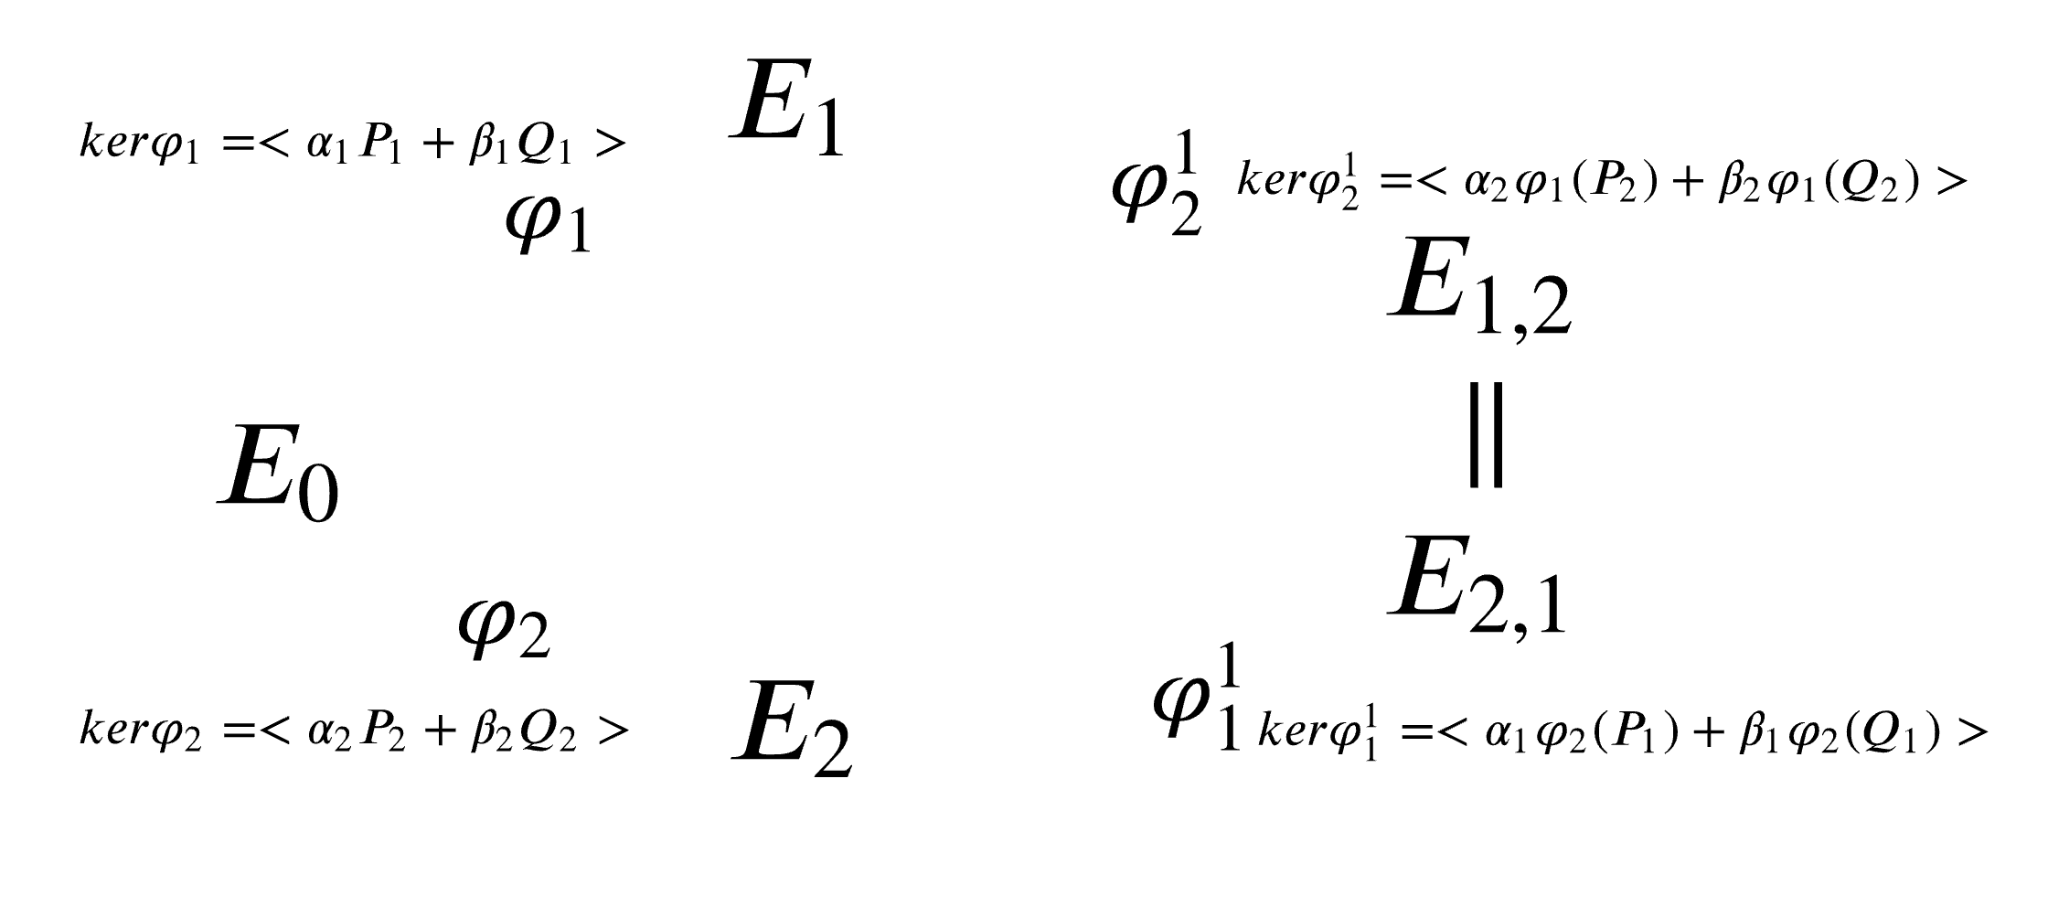 E₁
kerφ₁ =< α₁P₁ + β₁Q₁ >
φ₁
φ₂¹ kerφ₂¹ =< α₂φ₁(P₂) + β₂φ₁(Q₂) >
E₁,₂
||
E₀
E₂,₁
φ₂
kerφ₂ =< α₂P₂ + β₂Q₂ >
E₂
φ₁¹ kerφ₁¹ =< α₁φ₂(P₁) + β₁φ₂(Q₁) >